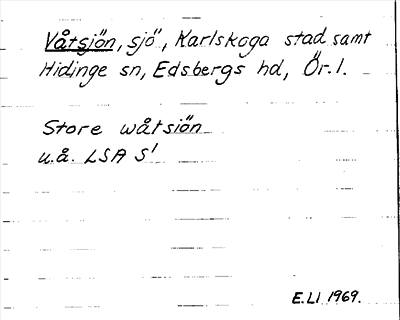 Våtsjön, sjö, Karlskoga stad samt
Hidinge sn, Edsbergs hd, Ör. l.
Store wåtsiön
u.å. LSA S'
E.Ll 1969.